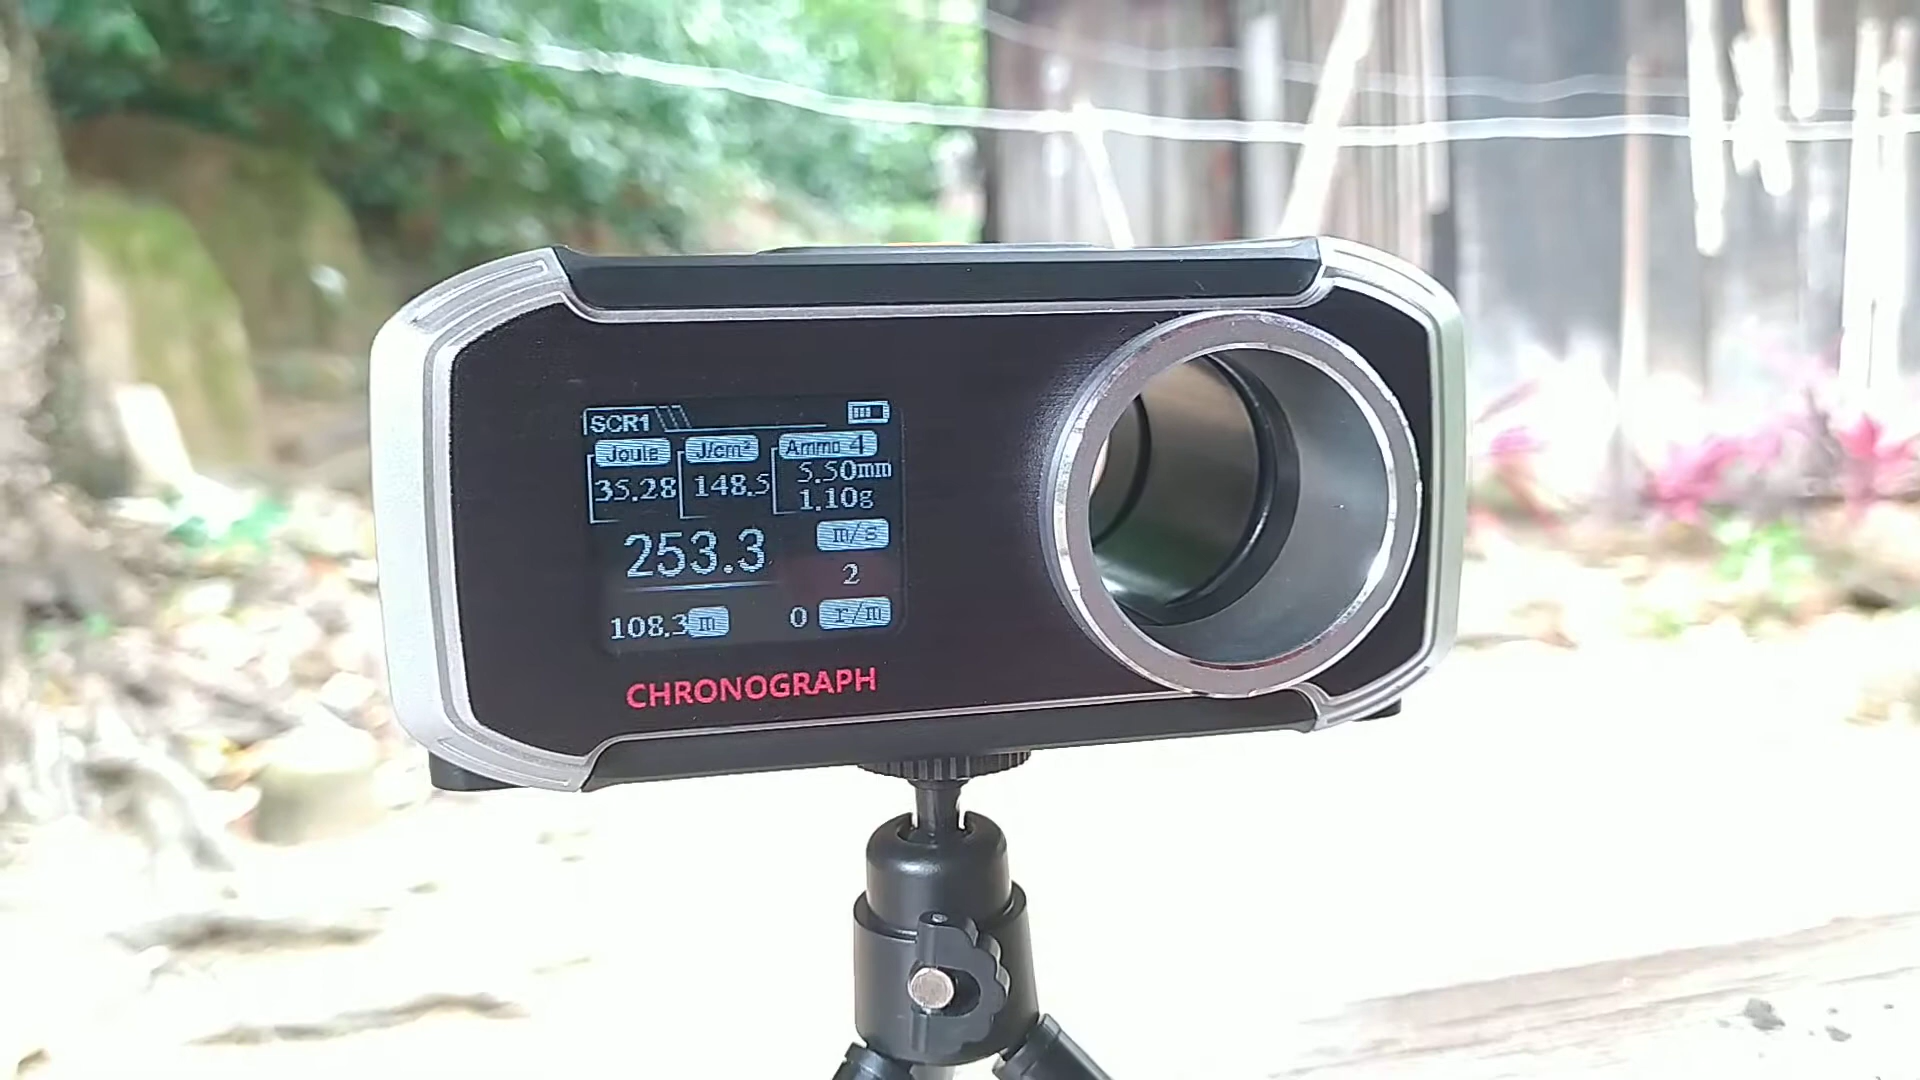 SCR1
Joule J/cm² Ammo 4
35.28 148.5 5.50mm
1.10g
253.3 m/s
2
108.3 m 0 r/m
CHRONOGRAPH